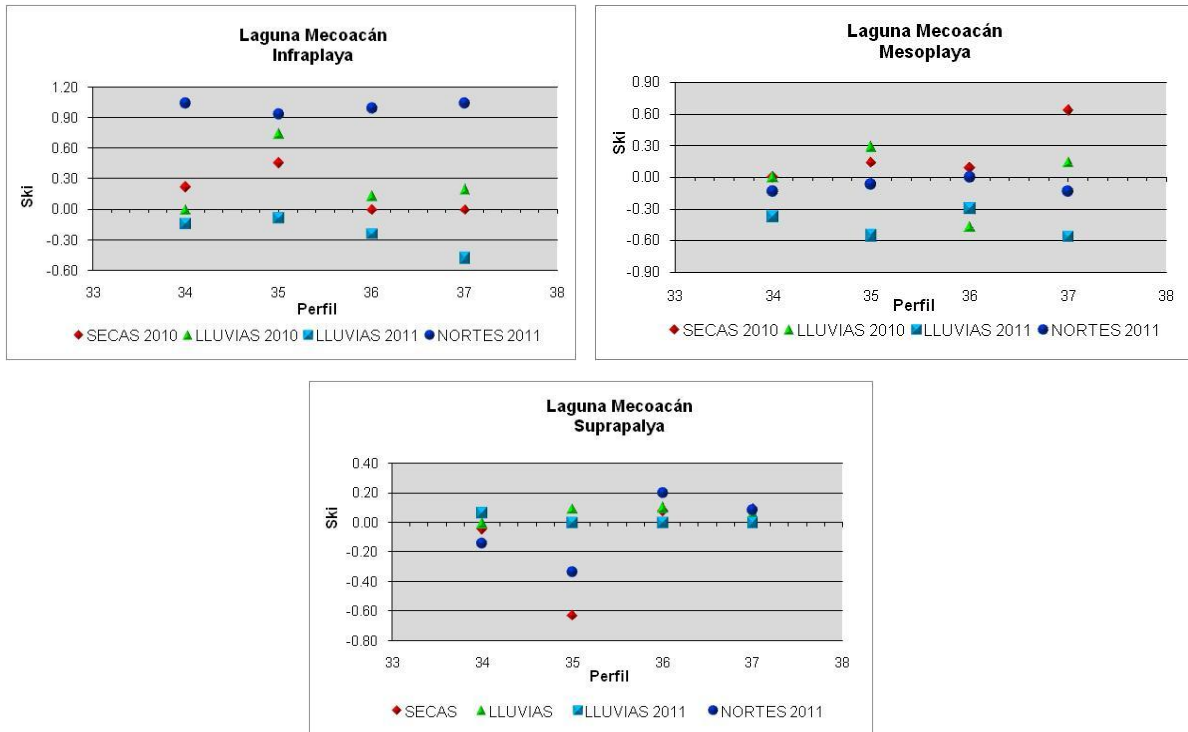 Laguna Mecoacán
Infraplaya
1.20
0.90
0.60
0.30
0.00
-0.30
-0.60
Ski
33 34 35 36 37 38
Perfil
SECAS 2010 LLUVIAS 2010 LLUVIAS 2011 NORTES 2011
Laguna Mecoacán
Mesoplaya
0.90
0.60
0.30
0.00
-0.30
-0.60
-0.90
Ski
33 34 35 36 37 38
Perfil
SECAS 2010 LLUVIAS 2010 LLUVIAS 2011 NORTES 2011
Laguna Mecoacán
Suprapalya
0.40
0.20
0.00
-0.20
-0.40
-0.60
-0.80
Ski
33 34 35 36 37 38
Perfil
SECAS LLUVIAS LLUVIAS 2011 NORTES 2011